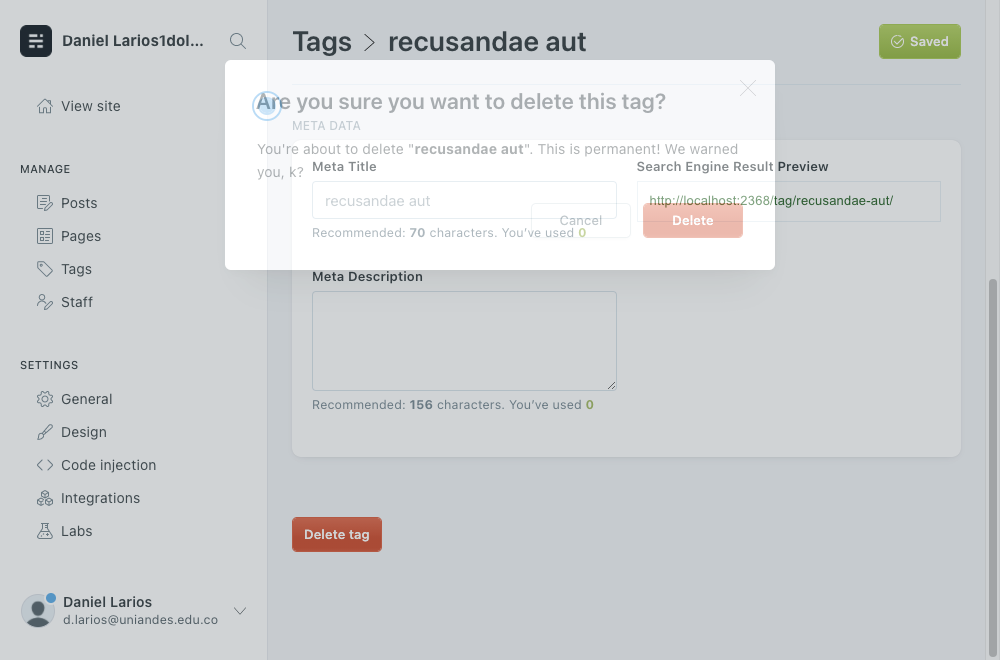 Daniel Larios1dol...
View site
MANAGE
Posts
Pages
Tags
Staff
SETTINGS
General
Design
Code injection
Integrations
Labs
Daniel Larios
d.larios@uniandes.edu.co
Tags > recusandae aut
Saved
Are you sure you want to delete this tag?
META DATA
You're about to delete "recusandae aut". This is permanent! We warned
you, k?
Meta Title
Search Engine Result Preview
recusandae aut
http://localhost:2368/tag/recusandae-aut/
Cancel
Delete
Recommended: 70 characters. You've used 0
Meta Description
Recommended: 156 characters. You've used 0
Delete tag